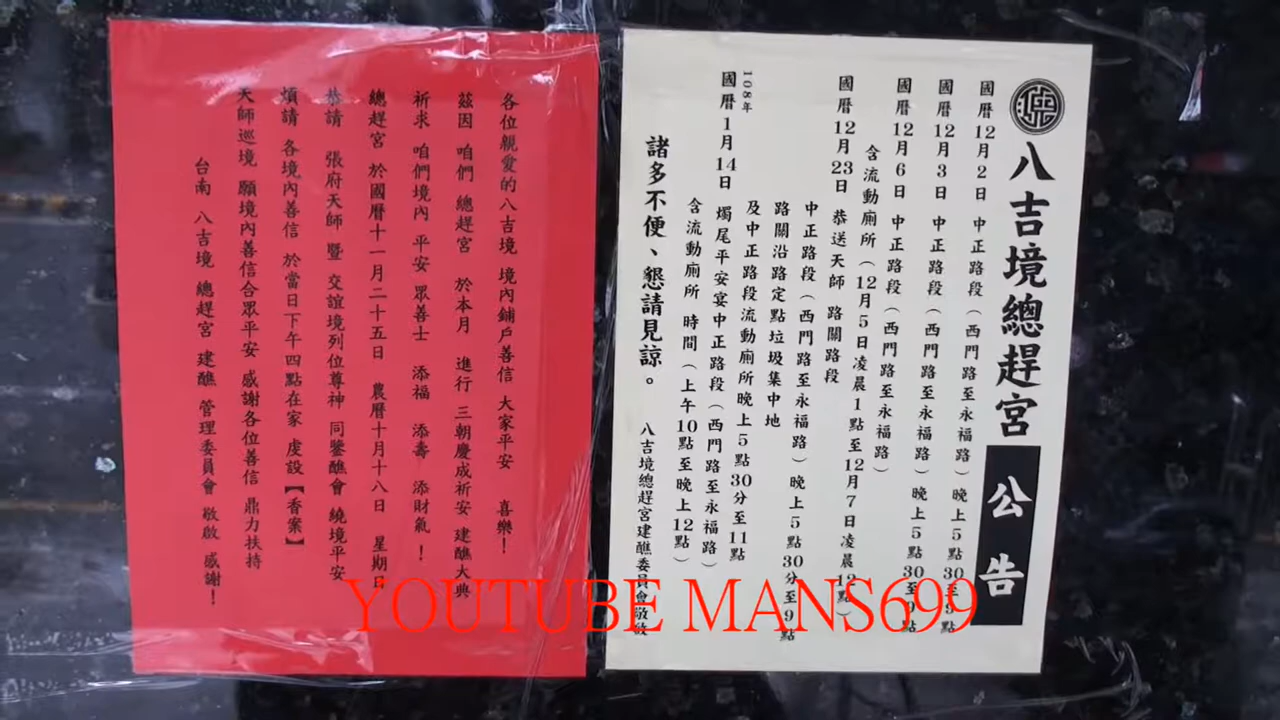 八吉境總趕宮
公告
國曆12月2日 中正路段（西門路至永福路）晚上5點30至9點
國曆12月3日 中正路段（西門路至永福路）晚上5點30至9點
國曆12月6日 中正路段（西門路至永福路）
含流動廁所（12月5日凌晨1點至12月7日凌晨12點）
國曆12月23日 恭送天師 路關路段
中正路段（西門路至永福路）晚上5點30分至9點
路關沿路定點垃圾集中地
及中正路段流動廁所晚上5點30分至11點
108年
國曆1月14日 燭尾平安宴中正路段（西門路至永福路）
含流動廁所 時間（上午10點至晚上12點）
諸多不便、懇請見諒。
八吉境總趕宮建醮委員會敬啟
各位親愛的八吉境 境內鋪戶善信 大家平安 喜樂！
茲因 咱們 總趕宮 於本月 進行 三朝慶成祈安 建醮大典
祈求 咱們境內 平安 眾善士 添福 添壽 添財氣！
總趕宮 於國曆十一月二十五日 農曆十月十八日 星期日
恭請 張府天師 暨 交誼境列位尊神 同鑒醮會 繞境平安
煩請 各境內善信 於當日下午四點在家 虔設【香案】
天師巡境 願境內善信合眾平安 感謝各位善信 鼎力扶持
台南 八吉境 總趕宮 建醮 管理委員會 敬啟 感謝！
YOUTUBE MANS699